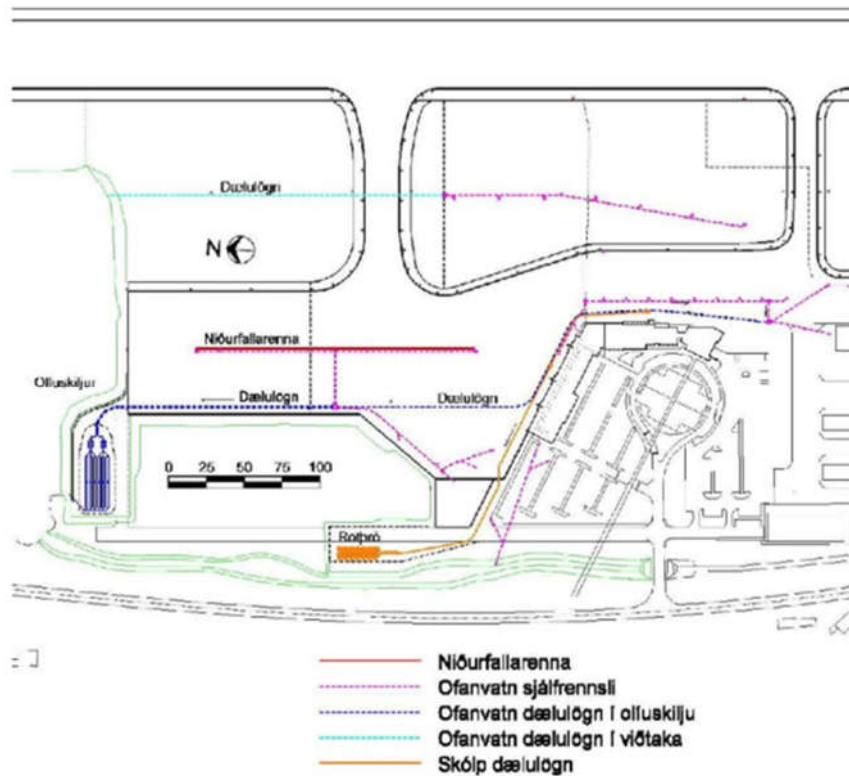 Dælulögn
N
Niðurfallarenna
Olíuskiljur
Dælulögn
Dælulögn
0 25 50 75 100
Rotþró
Niðurfallarenna
Ofanvatn sjálfrennsli
Ofanvatn dælulögn í olíuskilju
Ofanvatn dælulögn í viðtaka
Skólp dælulögn